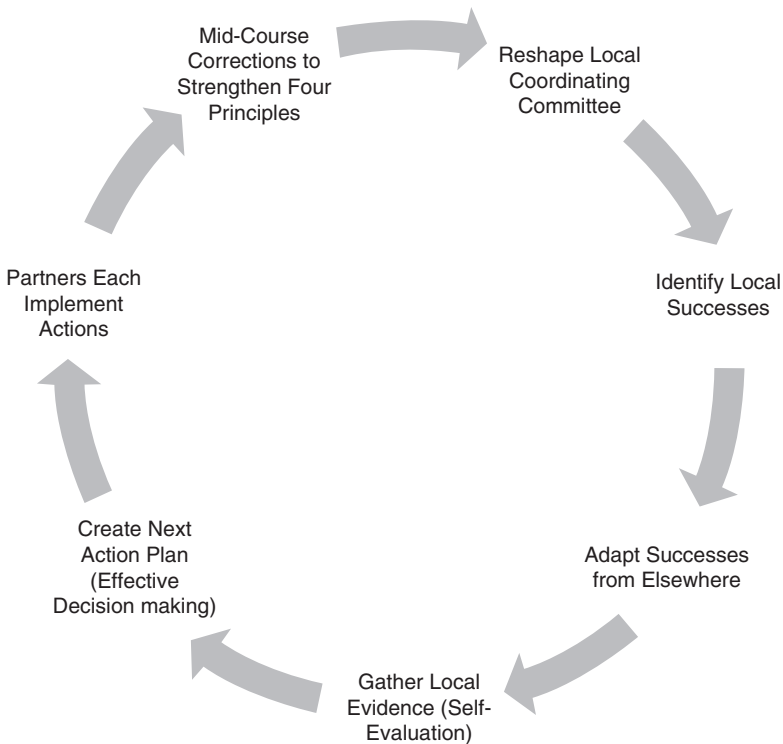 Mid-Course
Corrections to
Strengthen Four
Principles
Reshape Local
Coordinating
Committee
Identify Local
Successes
Adapt Successes
from Elsewhere
Gather Local
Evidence (Self-
Evaluation)
Create Next
Action Plan
(Effective
Decision making)
Partners Each
Implement
Actions